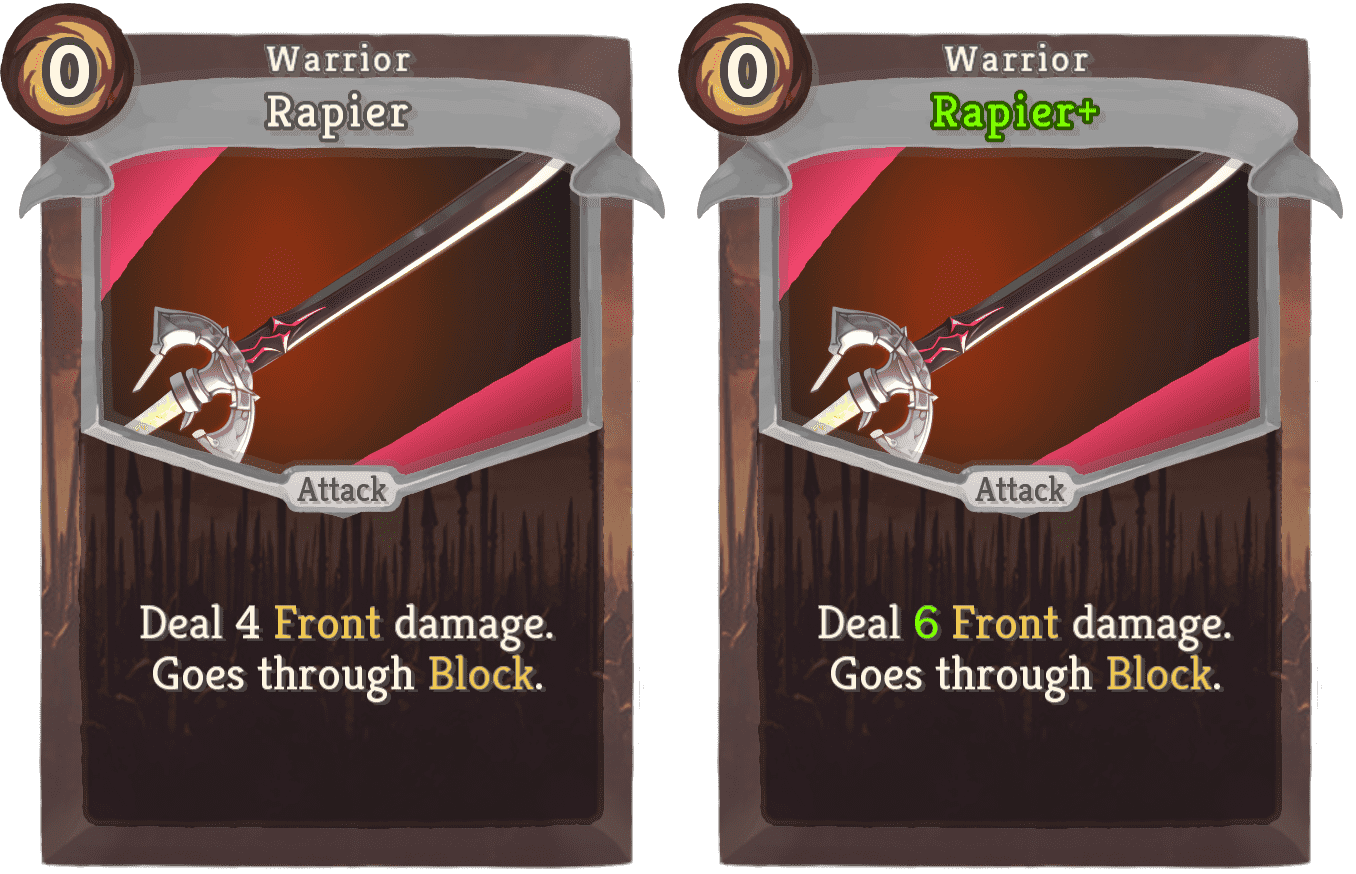 0
Warrior
Rapier
Attack
Deal 4 Front damage.
Goes through Block.
0
Warrior
Rapier+
Attack
Deal 6 Front damage.
Goes through Block.